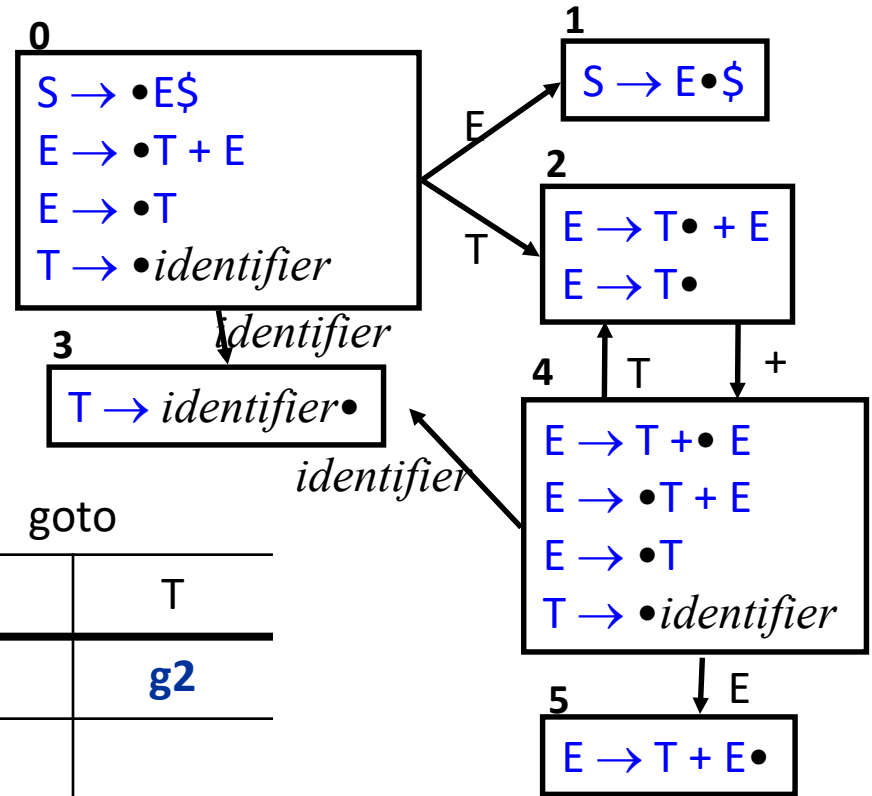 0
S → •E$
E → •T + E
E → •T
T → •identifier
1
S → E•$
E
T
2
E → T• + E
E → T•
identifier
3
T → identifier•
T
+
4
E → T +• E
E → •T + E
E → •T
T → •identifier
identifier
E
5
E → T + E•
goto
T
g2